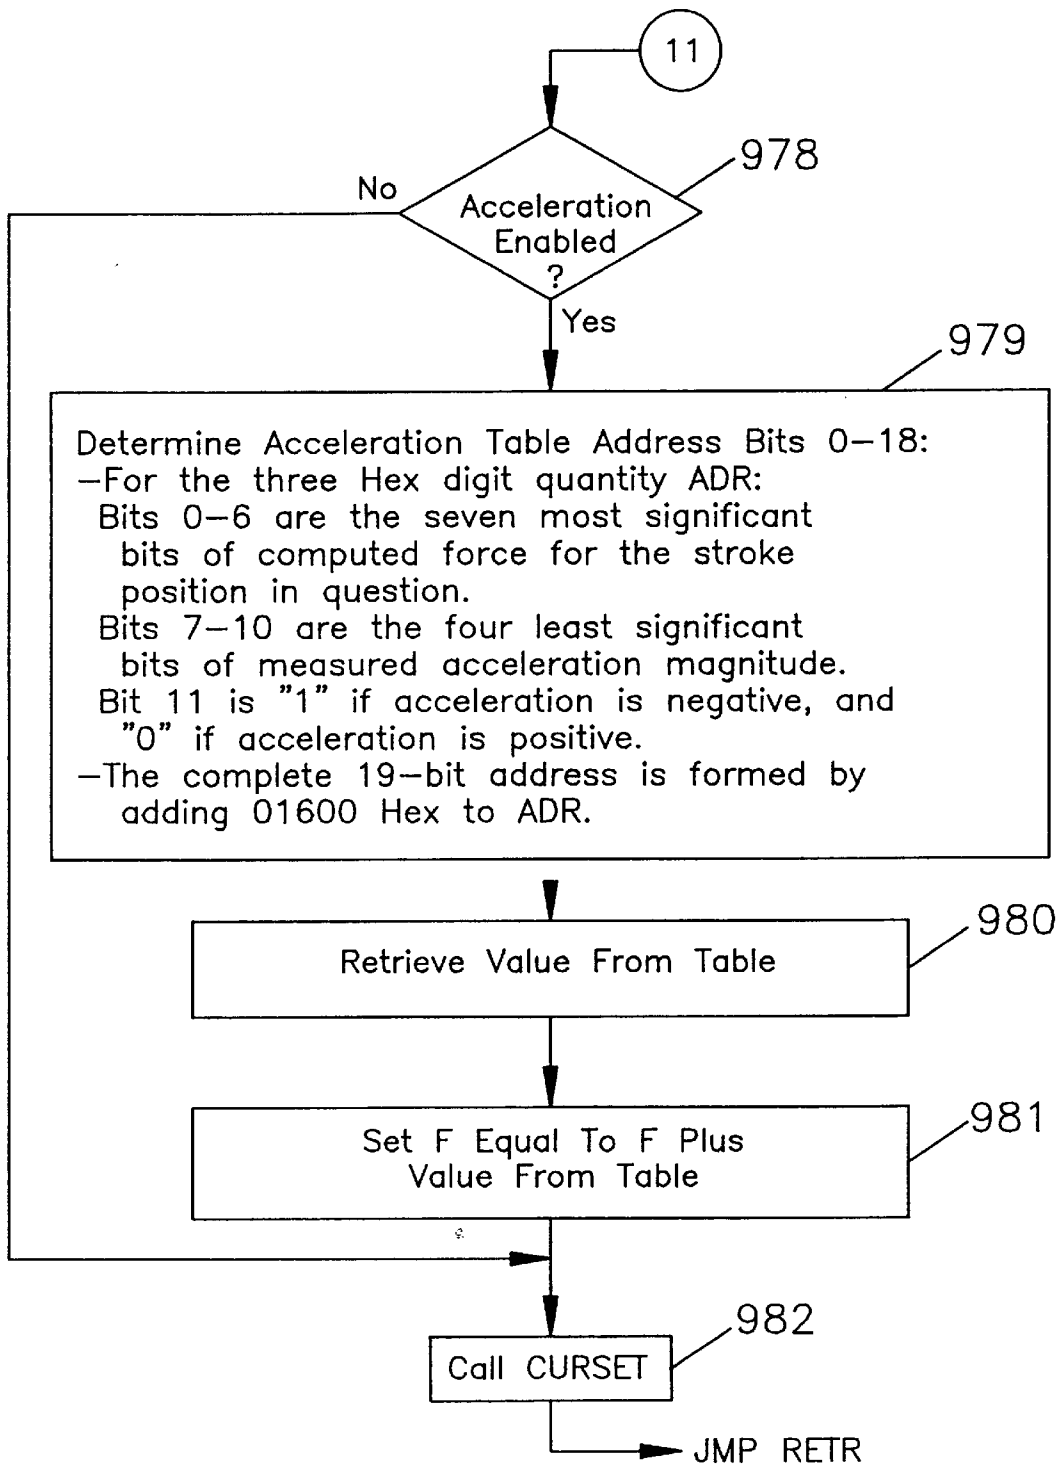 11
978
No
Acceleration
Enabled
?
Yes
979
Determine Acceleration Table Address Bits 0-18:
-For the three Hex digit quantity ADR:
Bits 0-6 are the seven most significant
bits of computed force for the stroke
position in question.
Bits 7-10 are the four least significant
bits of measured acceleration magnitude.
Bit 11 is "1" if acceleration is negative, and
"0" if acceleration is positive.
-The complete 19-bit address is formed by
adding 01600 Hex to ADR.
980
Retrieve Value From Table
981
Set F Equal To F Plus
Value From Table
982
Call CURSET
JMP RETR